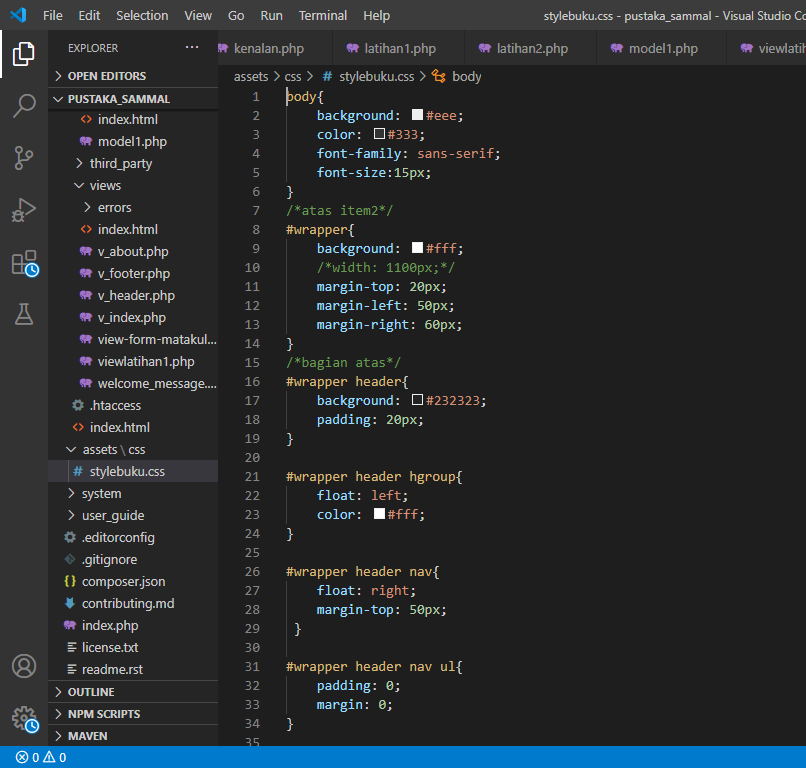 File Edit Selection View Go Run Terminal Help stylebuku.css - pustaka_sammal - Visual Studio Co
EXPLORER ...
OPEN EDITORS
PUSTAKA_SAMMAL
index.html
model1.php
third_party
views
errors
index.html
v_about.php
v_footer.php
v_header.php
v_index.php
view-form-matakul...
viewlatihan1.php
welcome_message....
.htaccess
index.html
assets \ css
# stylebuku.css
system
user_guide
.editorconfig
.gitignore
{} composer.json
contributing.md
index.php
license.txt
readme.rst
OUTLINE
NPM SCRIPTS
MAVEN
kenalan.php latihan1.php latihan2.php model1.php viewlatih
assets > css > # stylebuku.css > body
1 body{
2 background: #eee;
3 color: #333;
4 font-family: sans-serif;
5 font-size:15px;
6 }
7 /*atas item2*/
8 #wrapper{
9 background: #fff;
10 /*width: 1100px;*/
11 margin-top: 20px;
12 margin-left: 50px;
13 margin-right: 60px;
14 }
15 /*bagian atas*/
16 #wrapper header{
17 background: #232323;
18 padding: 20px;
19 }
20
21 #wrapper header hgroup{
22 float: left;
23 color: #fff;
24 }
25
26 #wrapper header nav{
27 float: right;
28 margin-top: 50px;
29 }
30
31 #wrapper header nav ul{
32 padding: 0;
33 margin: 0;
34 }
35
0 0